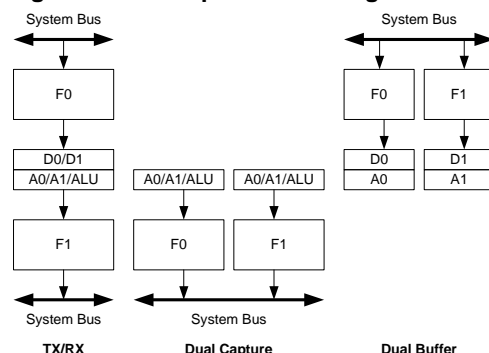 System Bus
System Bus
F0
F0
F1
D0/D1
A0/A1/ALU
A0/A1/ALU
A0/A1/ALU
D0
D1
A0
A1
F1
F0
F1
System Bus
System Bus
TX/RX
Dual Capture
Dual Buffer